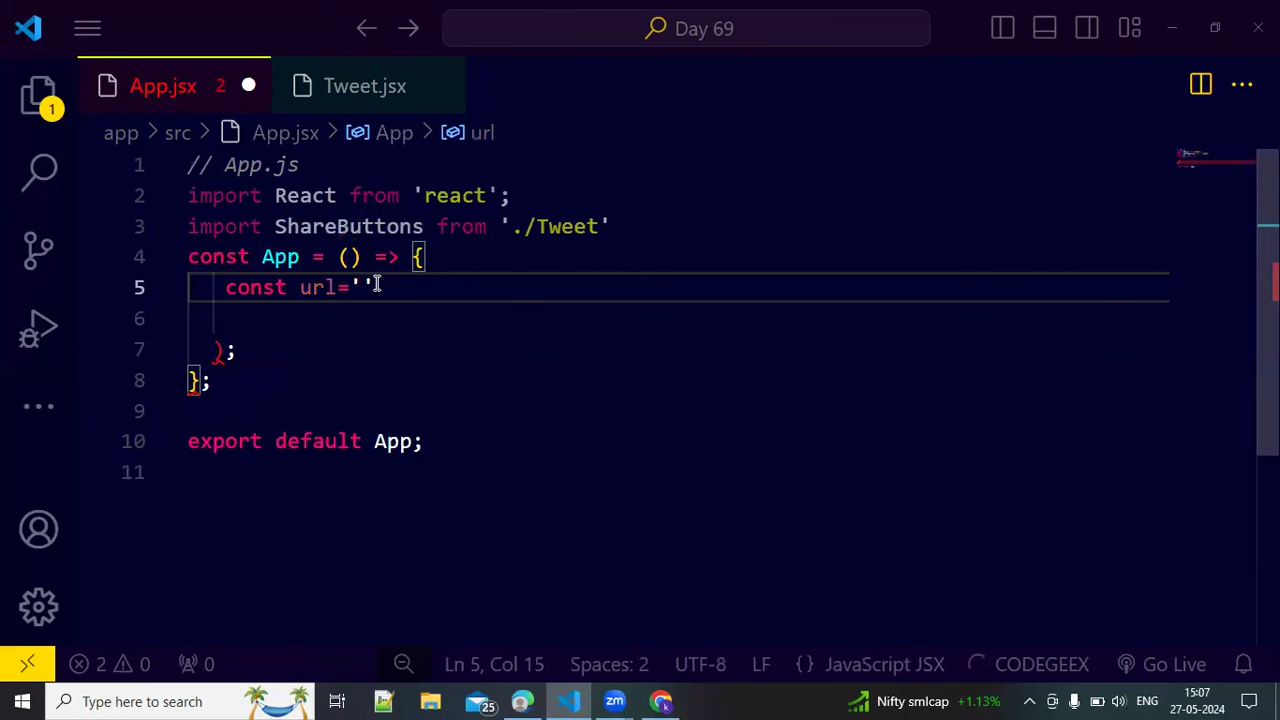 Day 69
1
App.jsx 2
Tweet.jsx
app > src > App.jsx > App > url
1 // App.js
2 import React from 'react';
3 import ShareButtons from './Tweet'
4 const App = () => {
5 const url=''
6
7 );
8 };
9
10 export default App;
11
2 0 0 Ln 5, Col 15 Spaces: 2 UTF-8 LF {} JavaScript JSX CODEGEEX Go Live
Type here to search 25 Nifty smlcap +1.13% ENG 15:07
27-05-2024